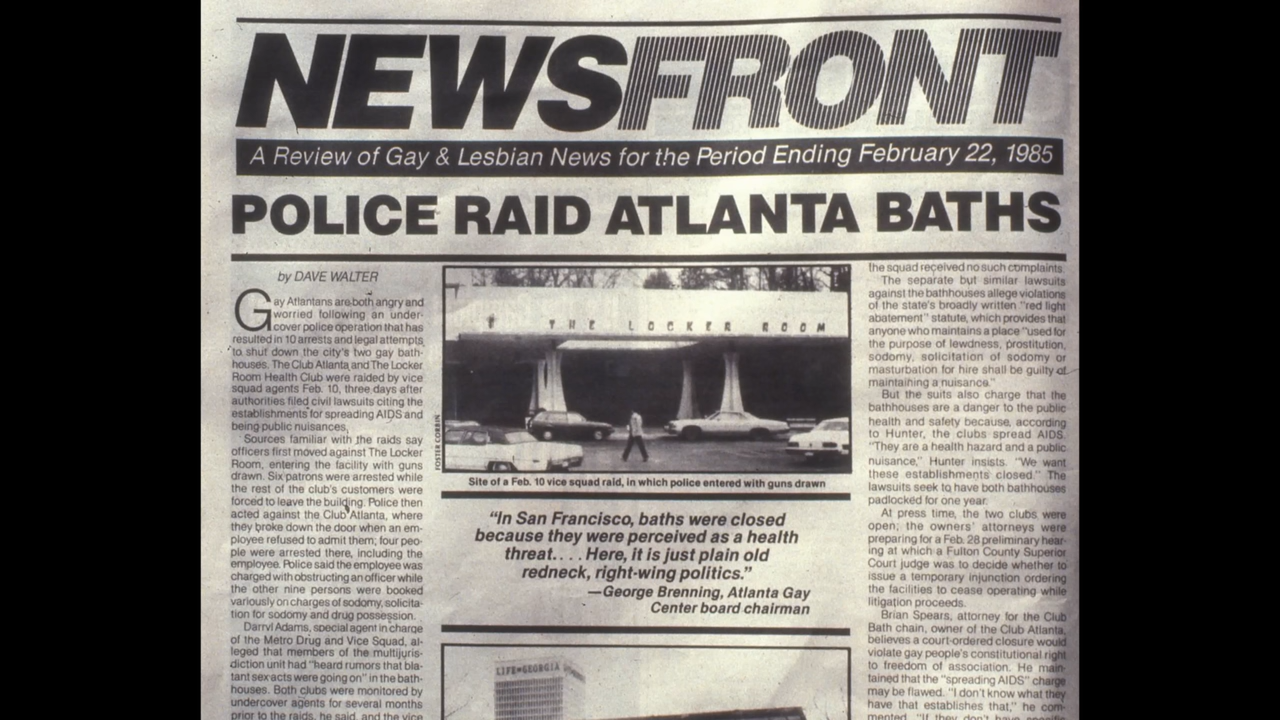 NEWSFRONT
A Review of Gay & Lesbian News for the Period Ending February 22, 1985
POLICE RAID ATLANTA BATHS
by DAVE WALTER
Gay Atlantans are both angry and
worried following an under-
cover police operation that has
resulted in 10 arrests and legal attempts
to shut down the city's two gay bath-
houses. The Club Atlanta and The Locker
Room Health Club were raided by vice
squad agents Feb. 10, three days after
authorities filed civil lawsuits citing the
establishments for spreading AIDS and
being public nuisances.
Sources familiar with the raids say
officers first moved against The Locker
Room, entering the facility with guns
drawn. Six patrons were arrested while
the rest of the club's customers were
forced to leave the building. Police then
acted against the Club Atlanta, where
they broke down the door when an em-
ployee refused to admit them; four peo-
ple were arrested there, including the
employee. Police said the employee was
charged with obstructing an officer while
the other nine persons were booked
variously on charges of sodomy, solicita-
tion for sodomy and drug possession.
Darryl Adams, special agent in charge
of the Metro Drug and Vice Squad, al-
leged that members of the multijuris-
diction unit had "heard rumors that bla-
tant sex acts were going on" in the bath-
houses. Both clubs were monitored by
undercover agents for several months
prior to the raids, he said, and the vice
THE LOCKER ROOM
FOSTER CORBIN
Site of a Feb. 10 vice squad raid, in which police entered with guns drawn
"In San Francisco, baths were closed
because they were perceived as a health
threat. . . . Here, it is just plain old
redneck, right-wing politics."
—George Brenning, Atlanta Gay
Center board chairman
LIFE OF GEORGIA
the squad received no such complaints.
The separate but similar lawsuits
against the bathhouses allege violations
of the state's broadly written "red light
abatement" statute, which provides that
anyone who maintains a place "used for
the purpose of lewdness, prostitution,
sodomy, solicitation of sodomy or
masturbation for hire shall be guilty of
maintaining a nuisance."
But the suits also charge that the
bathhouses are a danger to the public
health and safety because, according
to Hunter, the clubs spread AIDS.
"They are a health hazard and a public
nuisance," Hunter insists. "We want
these establishments closed." The
lawsuits seek to have both bathhouses
padlocked for one year.
At press time, the two clubs were
open; the owners' attorneys were
preparing for a Feb. 28 preliminary hear-
ing at which a Fulton County Superior
Court judge was to decide whether to
issue a temporary injunction ordering
the facilities to cease operating while
litigation proceeds.
Brian Spears, attorney for the Club
Bath chain, owner of the Club Atlanta,
believes a court-ordered closure would
violate gay people's constitutional right
to freedom of association. He main-
tained that the "spreading AIDS" charge
may be flawed. "I don't know what they
have that establishes that," he com-
mented. "If they don't have specific